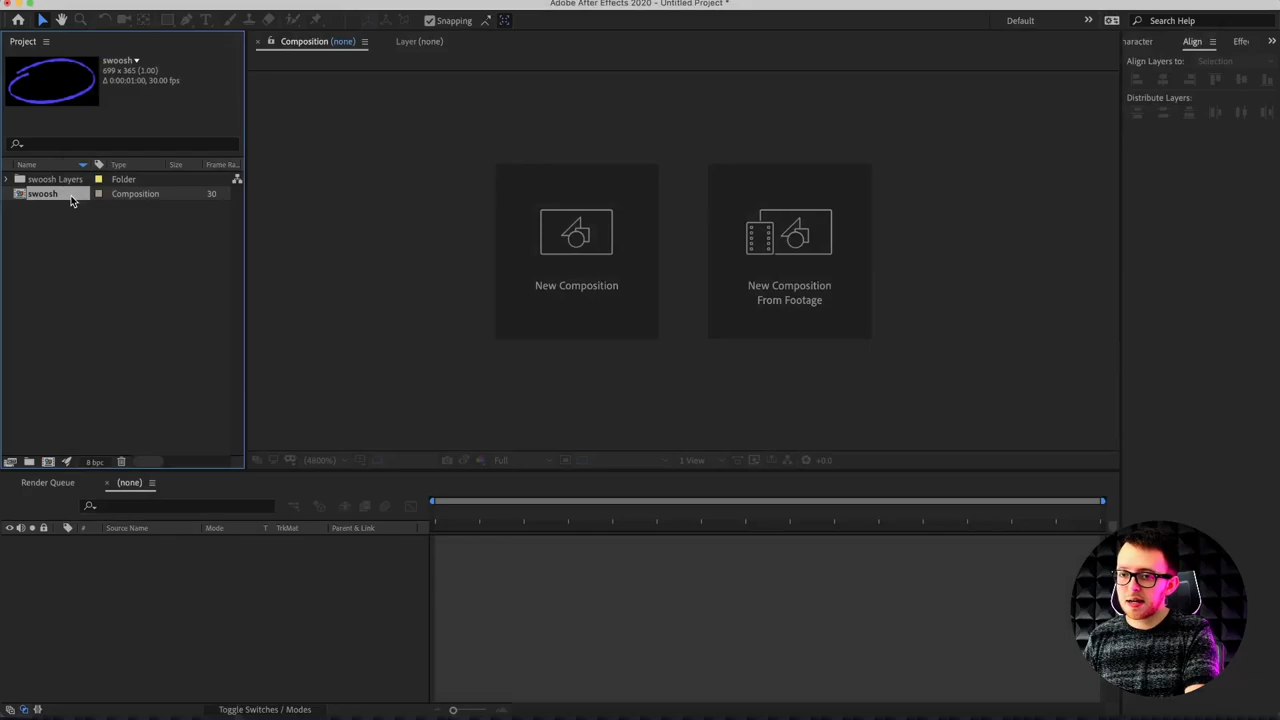 Adobe After Effects 2020 - Untitled Project *
Snapping
Default
Search Help
Project
Composition (none)
Layer (none)
Align
swoosh
699 x 365 (1.00)
Δ 0:00:01:00, 30.00 fps
Align Layers to:
Selection
Distribute Layers:
Name
Type
Size
Frame Ra...
swoosh Layers
Folder
swoosh
Composition
30
New Composition
New Composition
From Footage
8 bpc
(4800%)
Full
1 View
+0.0
Render Queue
(none)
#
Source Name
Mode
T
TrkMat
Parent & Link
Toggle Switches / Modes